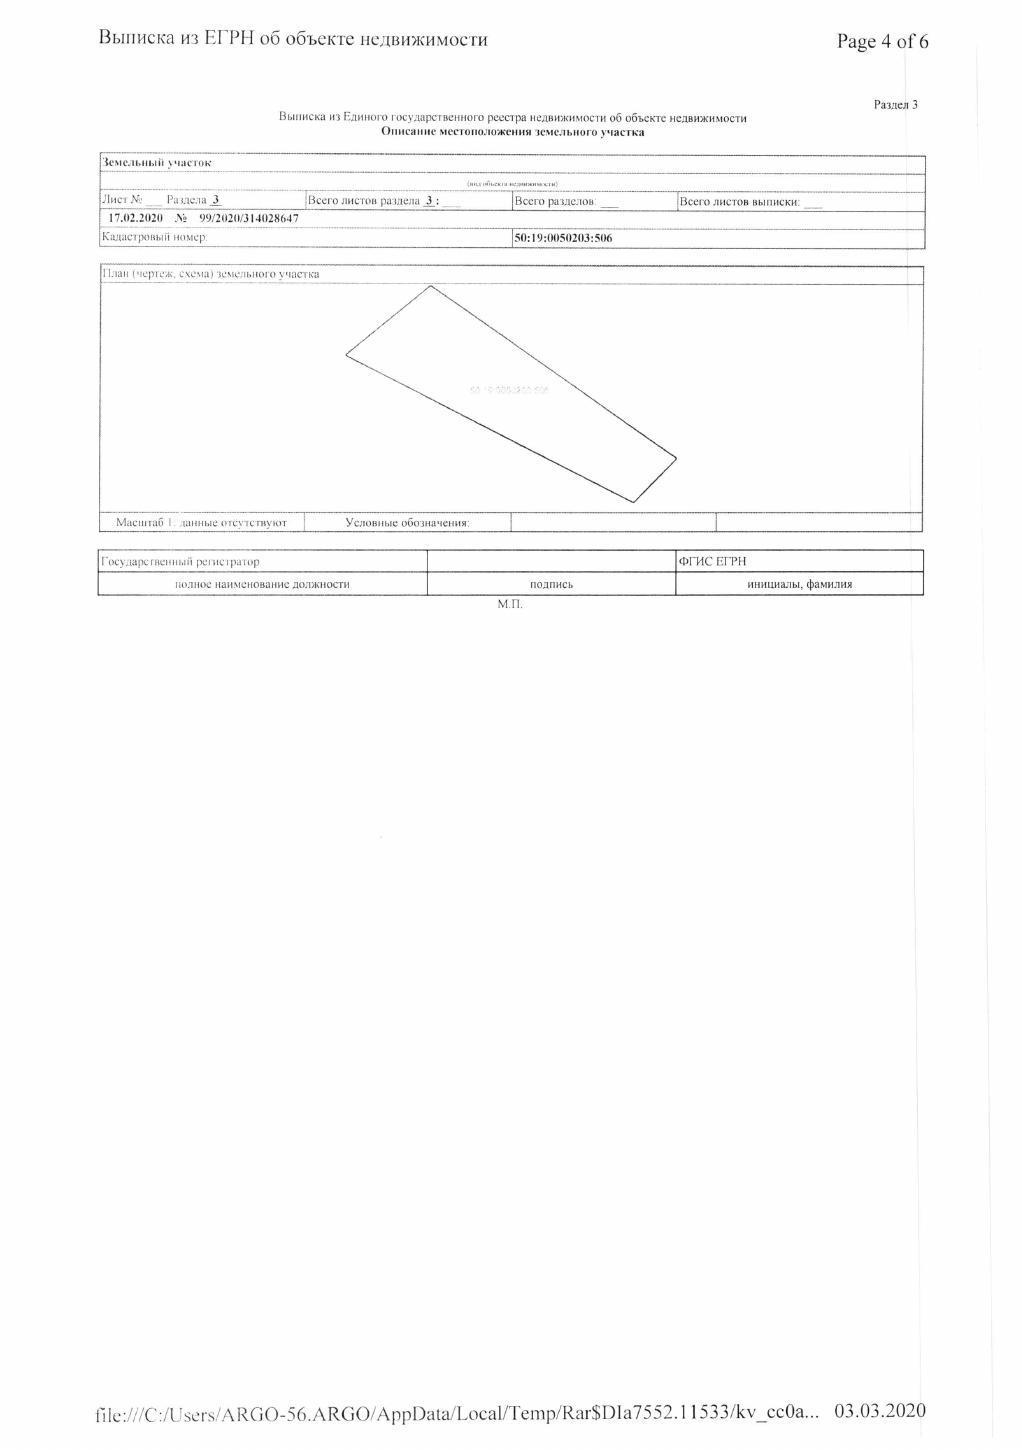 Выписка из ЕГРН об объекте недвижимости Page 4 of 6
Раздел 3
Выписка из Единого государственного реестра недвижимости об объекте недвижимости
Описание местоположения земельного участка
Земельный участок
(вид объекта недвижимости)
Лист № ___ Раздела 3 Всего листов раздела 3 : ___ Всего разделов: ___ Всего листов выписки: ___
17.02.2020 № 99/2020/314028647
Кадастровый номер: 50:19:0050203:506
План (чертеж, схема) земельного участка
50:19:0050203:506
Масштаб 1: данные отсутствуют Условные обозначения:
Государственный регистратор ФГИС ЕГРН
полное наименование должности подпись инициалы, фамилия
М.П.
file:///C:/Users/ARGO-56.ARGO/AppData/Local/Temp/Rar$DIa7552.11533/kv_cc0a... 03.03.2020